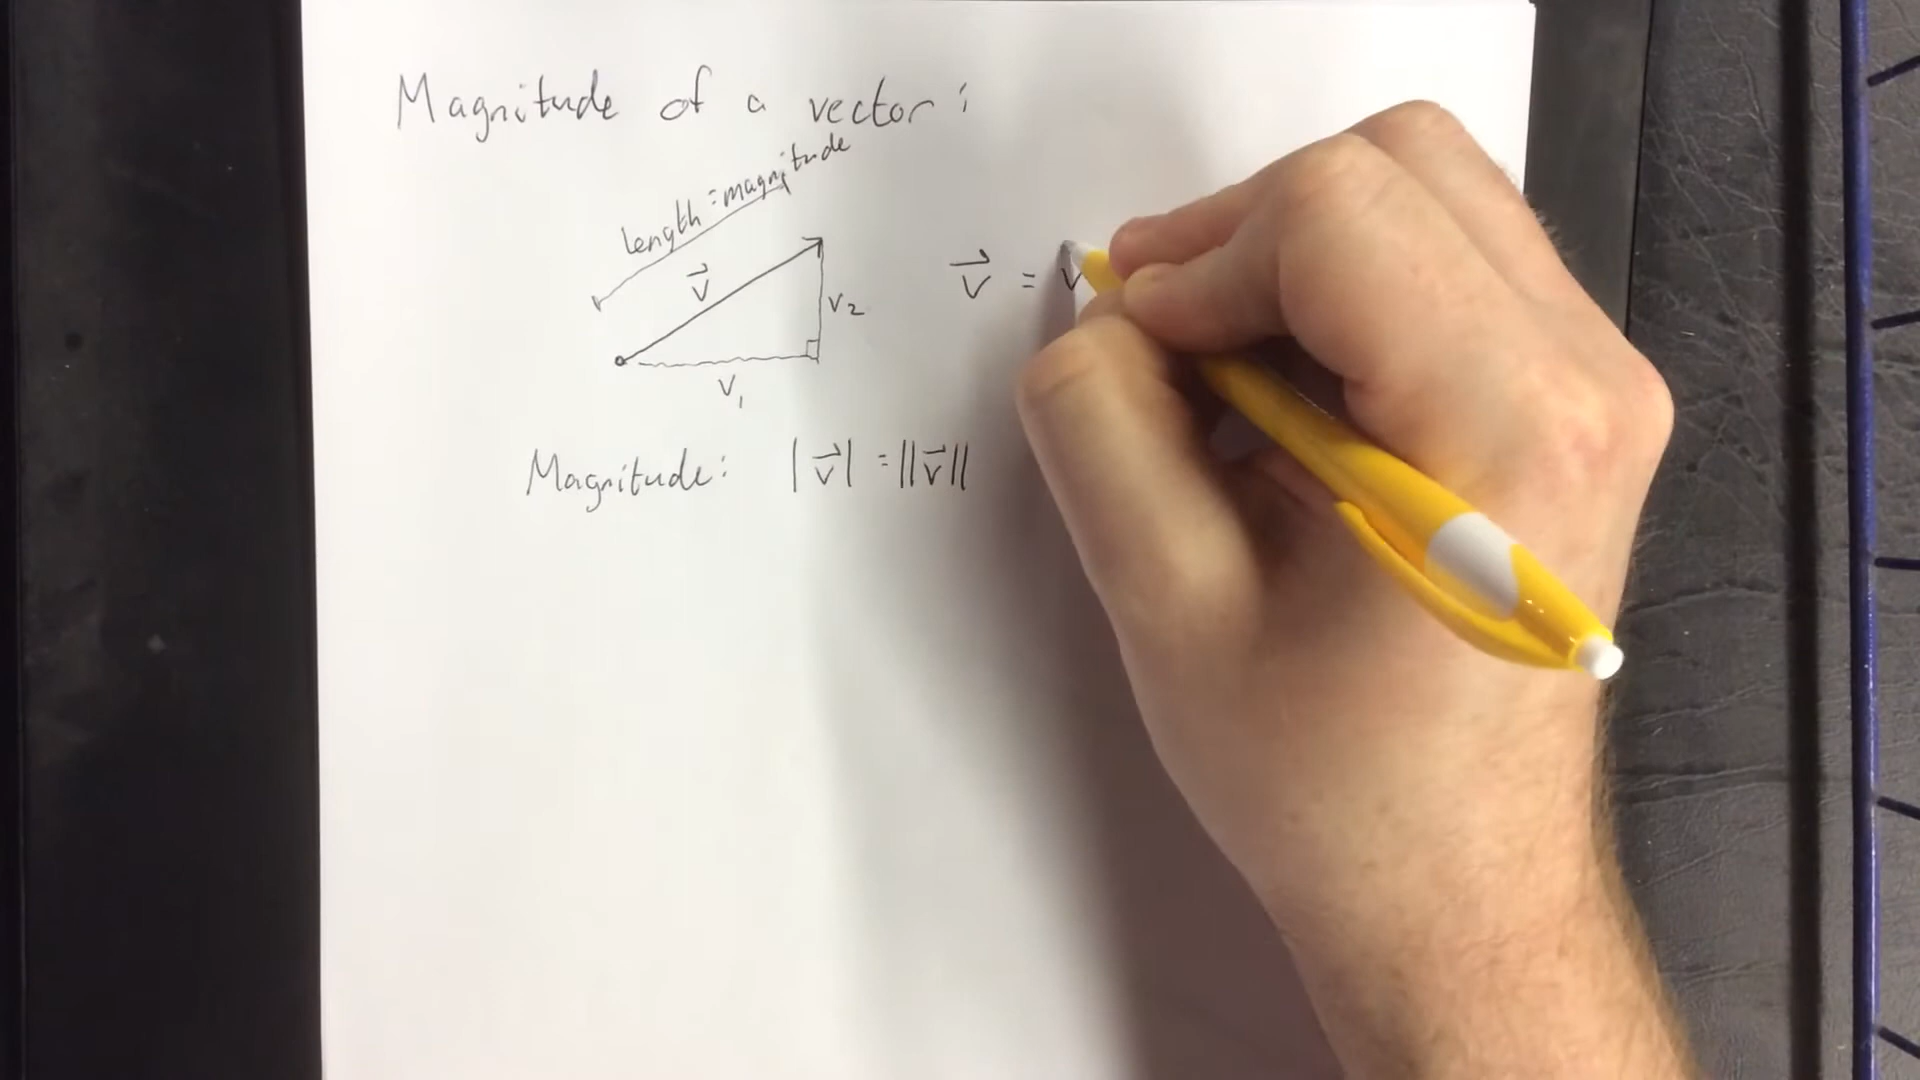 Magnitude of a vector:
length = magnitude
v⃗
v₂
v⃗ = v
v₁
Magnitude: |v⃗| = ||v⃗||